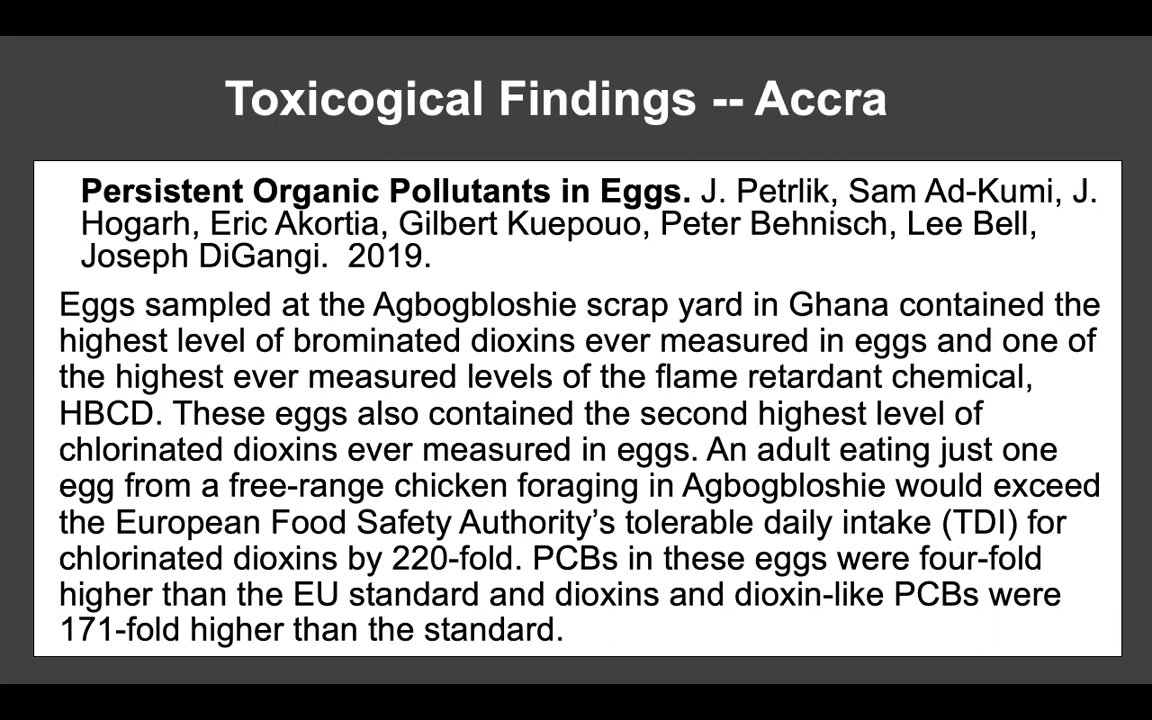 Toxicogical Findings -- Accra
Persistent Organic Pollutants in Eggs. J. Petrlik, Sam Ad-Kumi, J.
Hogarh, Eric Akortia, Gilbert Kuepouo, Peter Behnisch, Lee Bell,
Joseph DiGangi. 2019.
Eggs sampled at the Agbogbloshie scrap yard in Ghana contained the
highest level of brominated dioxins ever measured in eggs and one of
the highest ever measured levels of the flame retardant chemical,
HBCD. These eggs also contained the second highest level of
chlorinated dioxins ever measured in eggs. An adult eating just one
egg from a free-range chicken foraging in Agbogbloshie would exceed
the European Food Safety Authority’s tolerable daily intake (TDI) for
chlorinated dioxins by 220-fold. PCBs in these eggs were four-fold
higher than the EU standard and dioxins and dioxin-like PCBs were
171-fold higher than the standard.